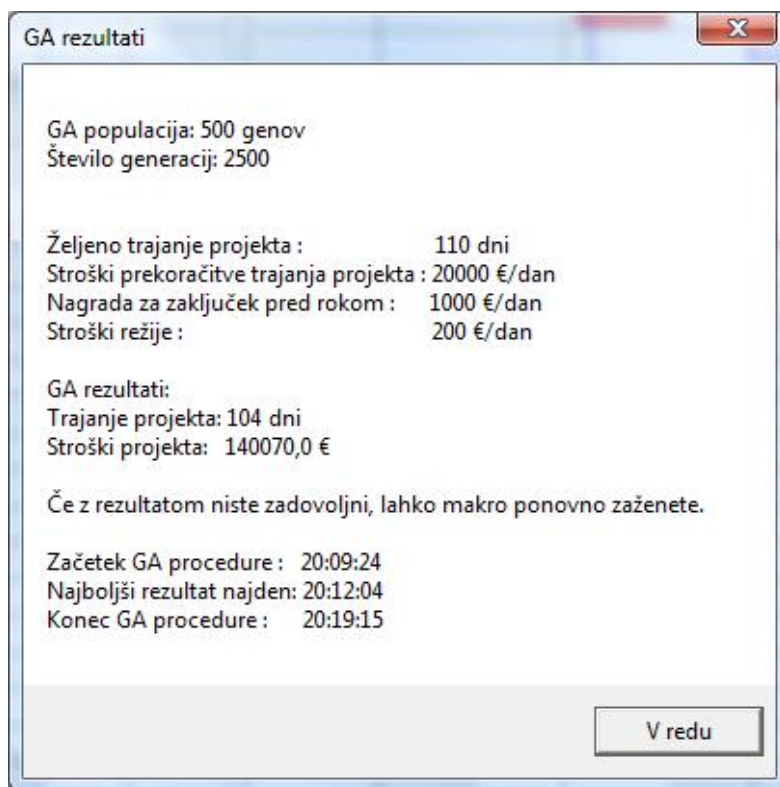 GA rezultati
GA populacija: 500 genov
Število generacij: 2500
Željeno trajanje projekta : 110 dni
Stroški prekoračitve trajanja projekta : 20000 €/dan
Nagrada za zaključek pred rokom : 1000 €/dan
Stroški režije : 200 €/dan
GA rezultati:
Trajanje projekta: 104 dni
Stroški projekta: 140070,0 €
Če z rezultatom niste zadovoljni, lahko makro ponovno zaženete.
Začetek GA procedure : 20:09:24
Najboljši rezultat najden: 20:12:04
Konec GA procedure : 20:19:15
V redu